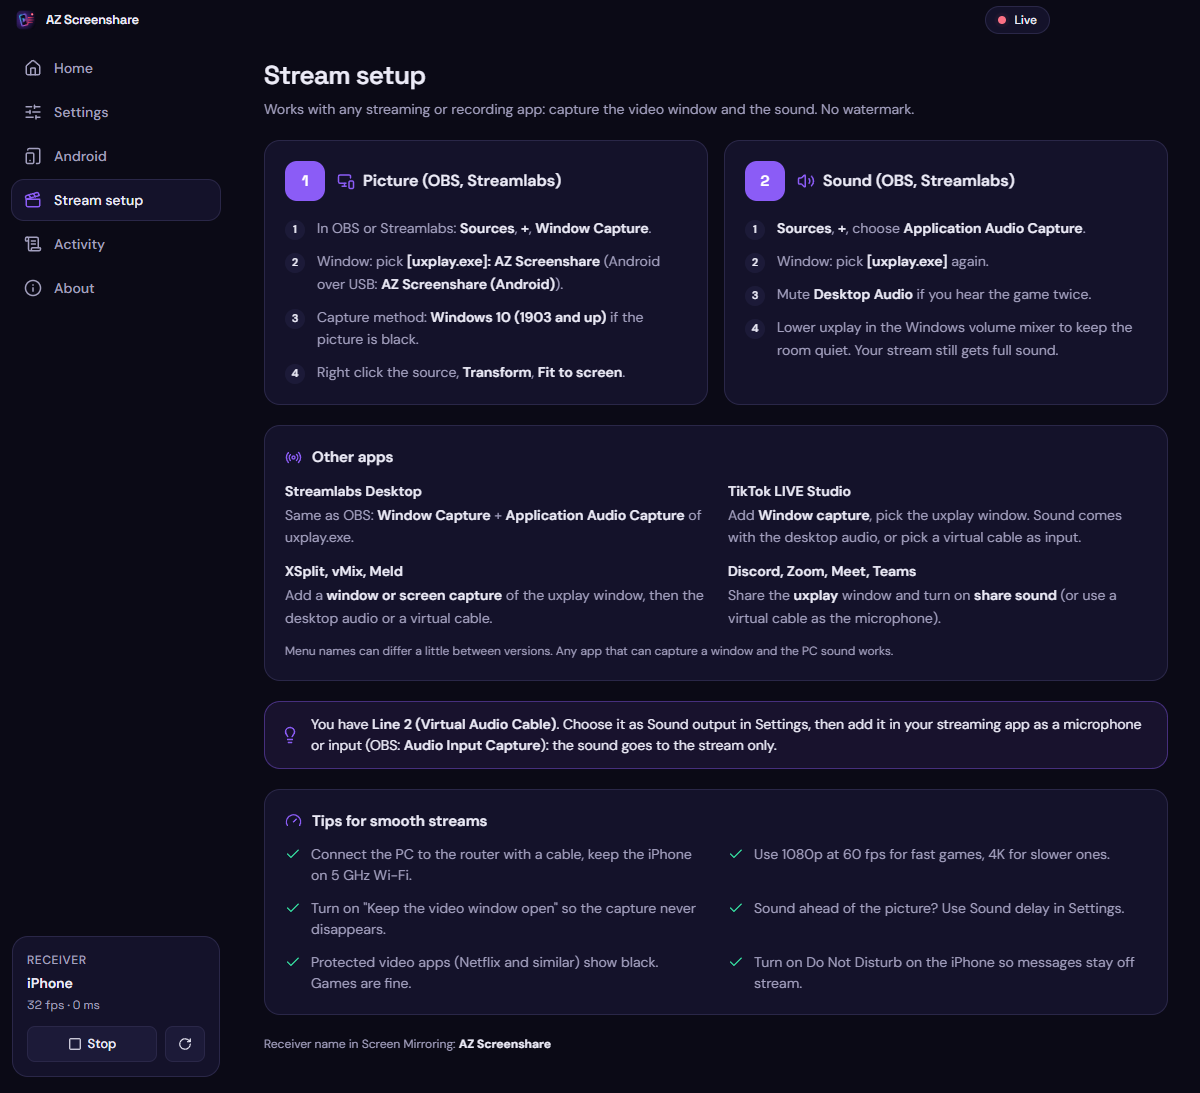 AZ Screenshare
Live
Home
Settings
Android
Stream setup
Activity
About
Stream setup
Works with any streaming or recording app: capture the video window and the sound. No watermark.
1
Picture (OBS, Streamlabs)
1 In OBS or Streamlabs: Sources, +, Window Capture.
2 Window: pick [uxplay.exe]: AZ Screenshare (Android
over USB: AZ Screenshare (Android)).
3 Capture method: Windows 10 (1903 and up) if the
picture is black.
4 Right click the source, Transform, Fit to screen.
2
Sound (OBS, Streamlabs)
1 Sources, +, choose Application Audio Capture.
2 Window: pick [uxplay.exe] again.
3 Mute Desktop Audio if you hear the game twice.
4 Lower uxplay in the Windows volume mixer to keep the
room quiet. Your stream still gets full sound.
Other apps
Streamlabs Desktop
Same as OBS: Window Capture + Application Audio Capture of
uxplay.exe.
TikTok LIVE Studio
Add Window capture, pick the uxplay window. Sound comes
with the desktop audio, or pick a virtual cable as input.
XSplit, vMix, Meld
Add a window or screen capture of the uxplay window, then the
desktop audio or a virtual cable.
Discord, Zoom, Meet, Teams
Share the uxplay window and turn on share sound (or use a
virtual cable as the microphone).
Menu names can differ a little between versions. Any app that can capture a window and the PC sound works.
You have Line 2 (Virtual Audio Cable). Choose it as Sound output in Settings, then add it in your streaming app as a microphone
or input (OBS: Audio Input Capture): the sound goes to the stream only.
Tips for smooth streams
Connect the PC to the router with a cable, keep the iPhone
on 5 GHz Wi-Fi.
Use 1080p at 60 fps for fast games, 4K for slower ones.
Turn on "Keep the video window open" so the capture never
disappears.
Sound ahead of the picture? Use Sound delay in Settings.
Protected video apps (Netflix and similar) show black.
Games are fine.
Turn on Do Not Disturb on the iPhone so messages stay off
stream.
Receiver name in Screen Mirroring: AZ Screenshare
RECEIVER
iPhone
32 fps · 0 ms
Stop